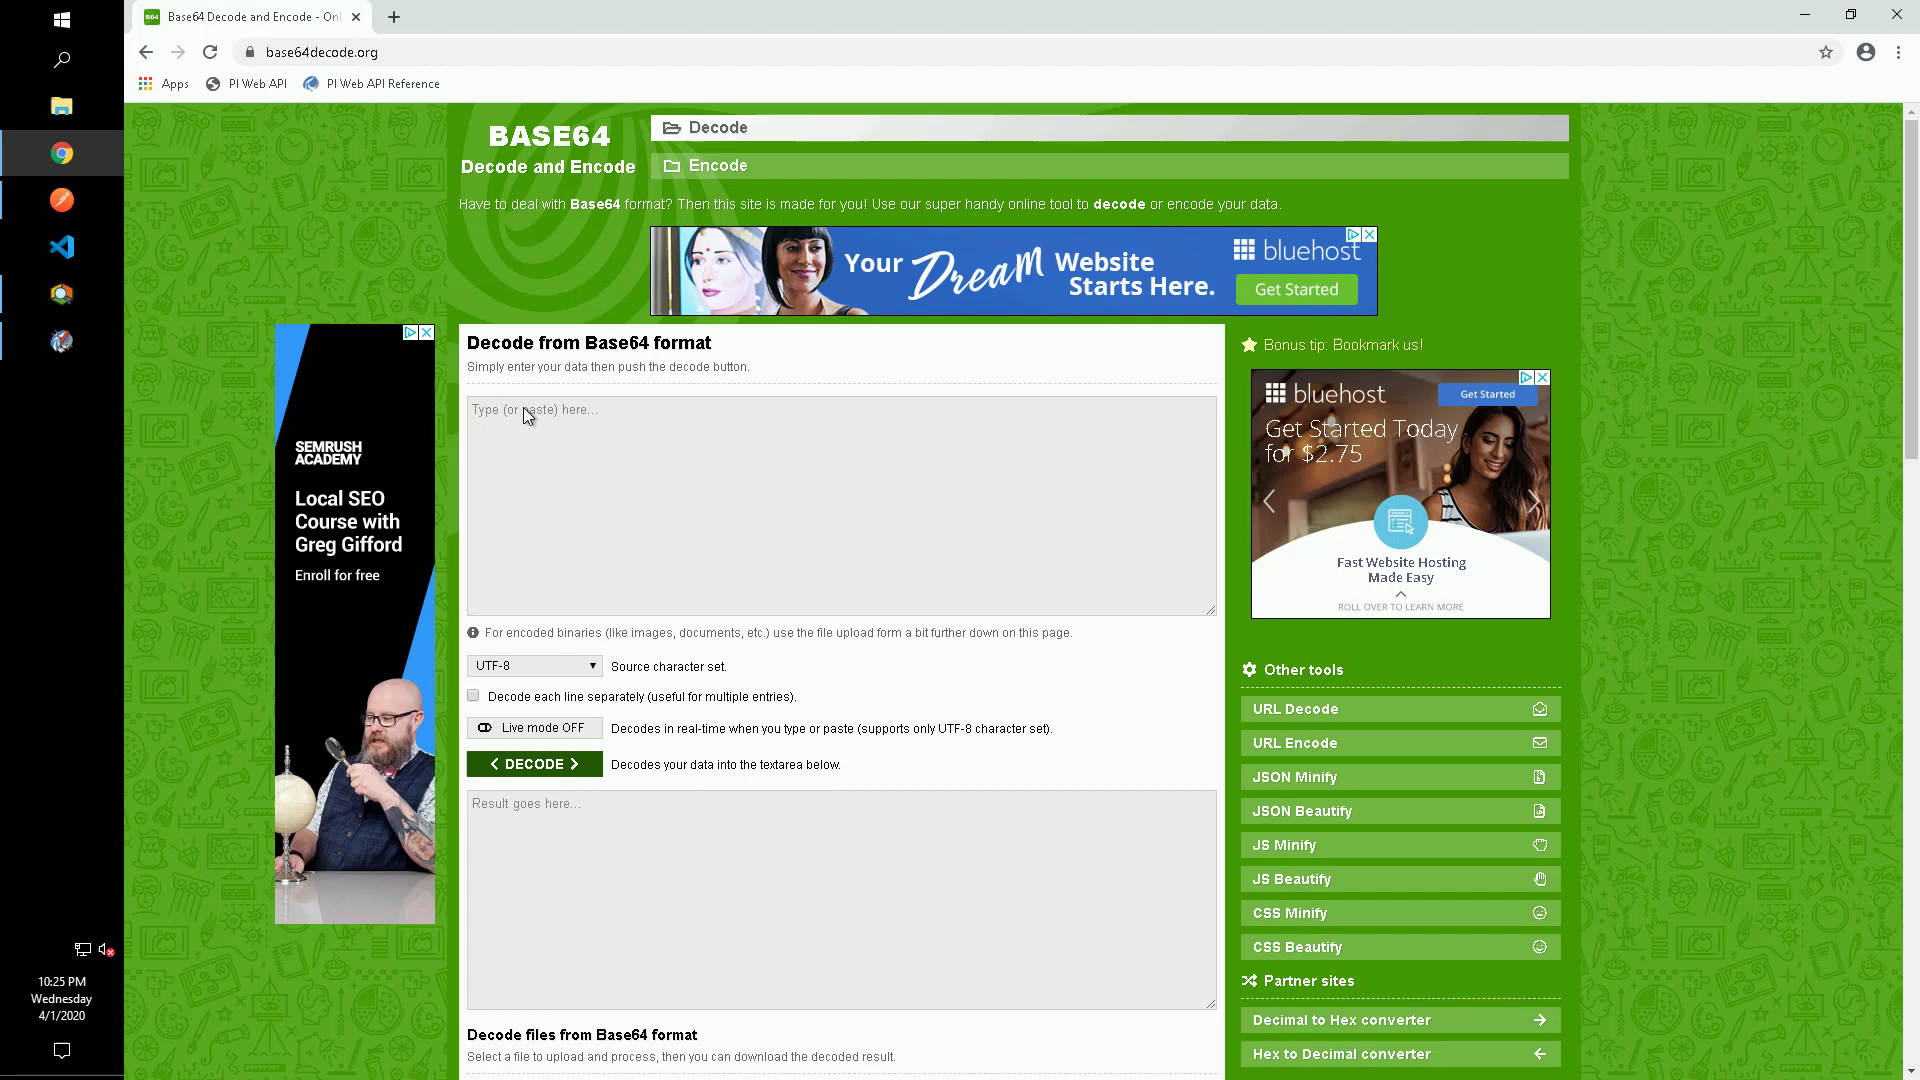 B64
Base64 Decode and Encode - Onl
base64decode.org
Apps
PI Web API
PI Web API Reference
BASE64
Decode and Encode
Decode
Encode
Have to deal with Base64 format? Then this site is made for you! Use our super handy online tool to decode or encode your data.
Your Dream Website
Starts Here.
bluehost
Get Started
SEMRUSH
ACADEMY
Local SEO
Course with
Greg Gifford
Enroll for free
Decode from Base64 format
Simply enter your data then push the decode button.
Type (or paste) here...
For encoded binaries (like images, documents, etc.) use the file upload form a bit further down on this page.
UTF-8
Source character set.
Decode each line separately (useful for multiple entries).
Live mode OFF
Decodes in real-time when you type or paste (supports only UTF-8 character set).
< DECODE >
Decodes your data into the textarea below.
Result goes here...
Decode files from Base64 format
Select a file to upload and process, then you can download the decoded result.
Bonus tip: Bookmark us!
bluehost
Get Started
Get Started Today
for $2.75
Fast Website Hosting
Made Easy
ROLL OVER TO LEARN MORE
Other tools
URL Decode
URL Encode
JSON Minify
JSON Beautify
JS Minify
JS Beautify
CSS Minify
CSS Beautify
Partner sites
Decimal to Hex converter
Hex to Decimal converter
10:25 PM
Wednesday
4/1/2020